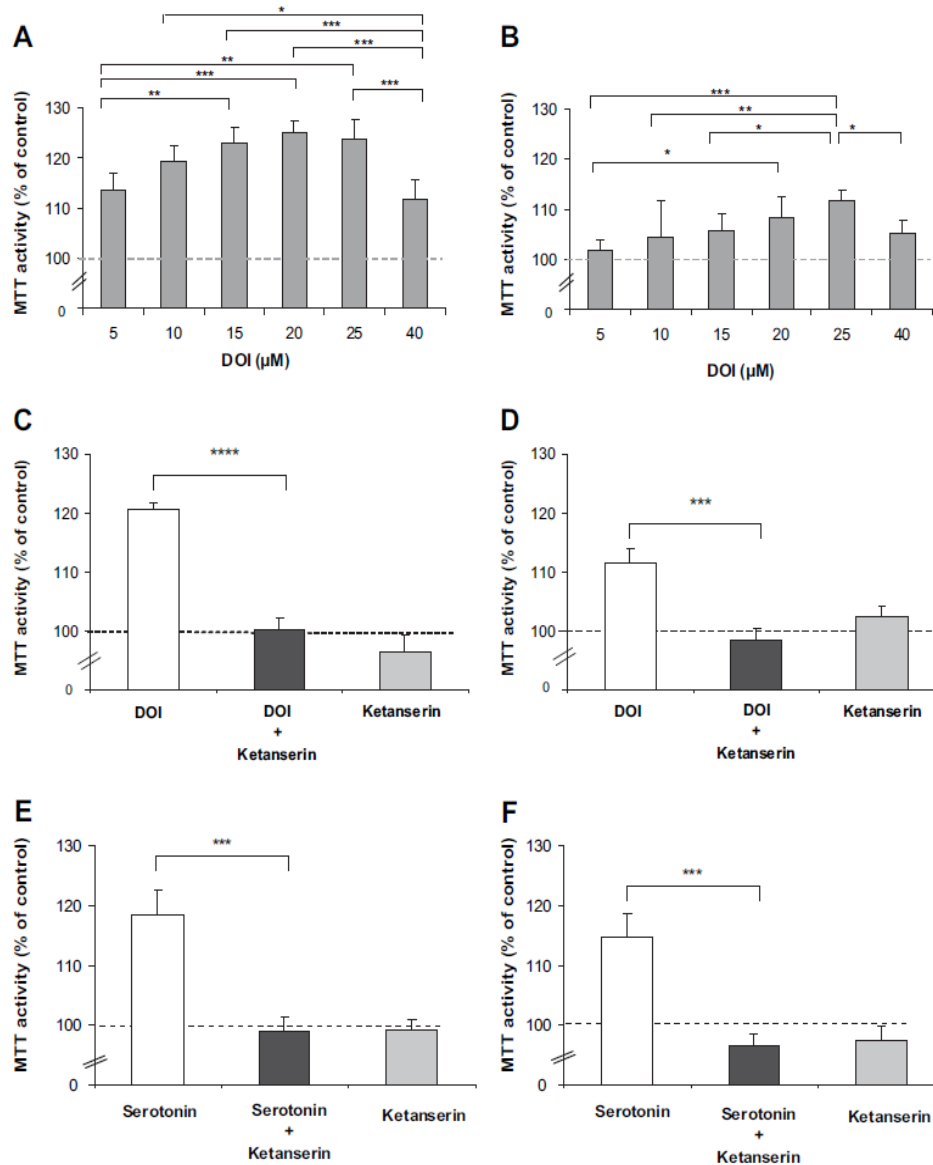 A
*
***
***
**
***
***
**
MTT activity (% of control)
130
120
110
100
0
5 10 15 20 25 40
DOI (µM)
B
***
**
*
*
*
MTT activity (% of control)
130
120
110
100
0
5 10 15 20 25 40
DOI (µM)
C
****
MTT activity (% of control)
130
120
110
100
0
DOI
DOI
+
Ketanserin
Ketanserin
D
***
MTT activity (% of control)
130
120
110
100
0
DOI
DOI
+
Ketanserin
Ketanserin
E
***
MTT activity (% of control)
130
120
110
100
0
Serotonin
Serotonin
+
Ketanserin
Ketanserin
F
***
MTT activity (% of control)
130
120
110
100
0
Serotonin
Serotonin
+
Ketanserin
Ketanserin